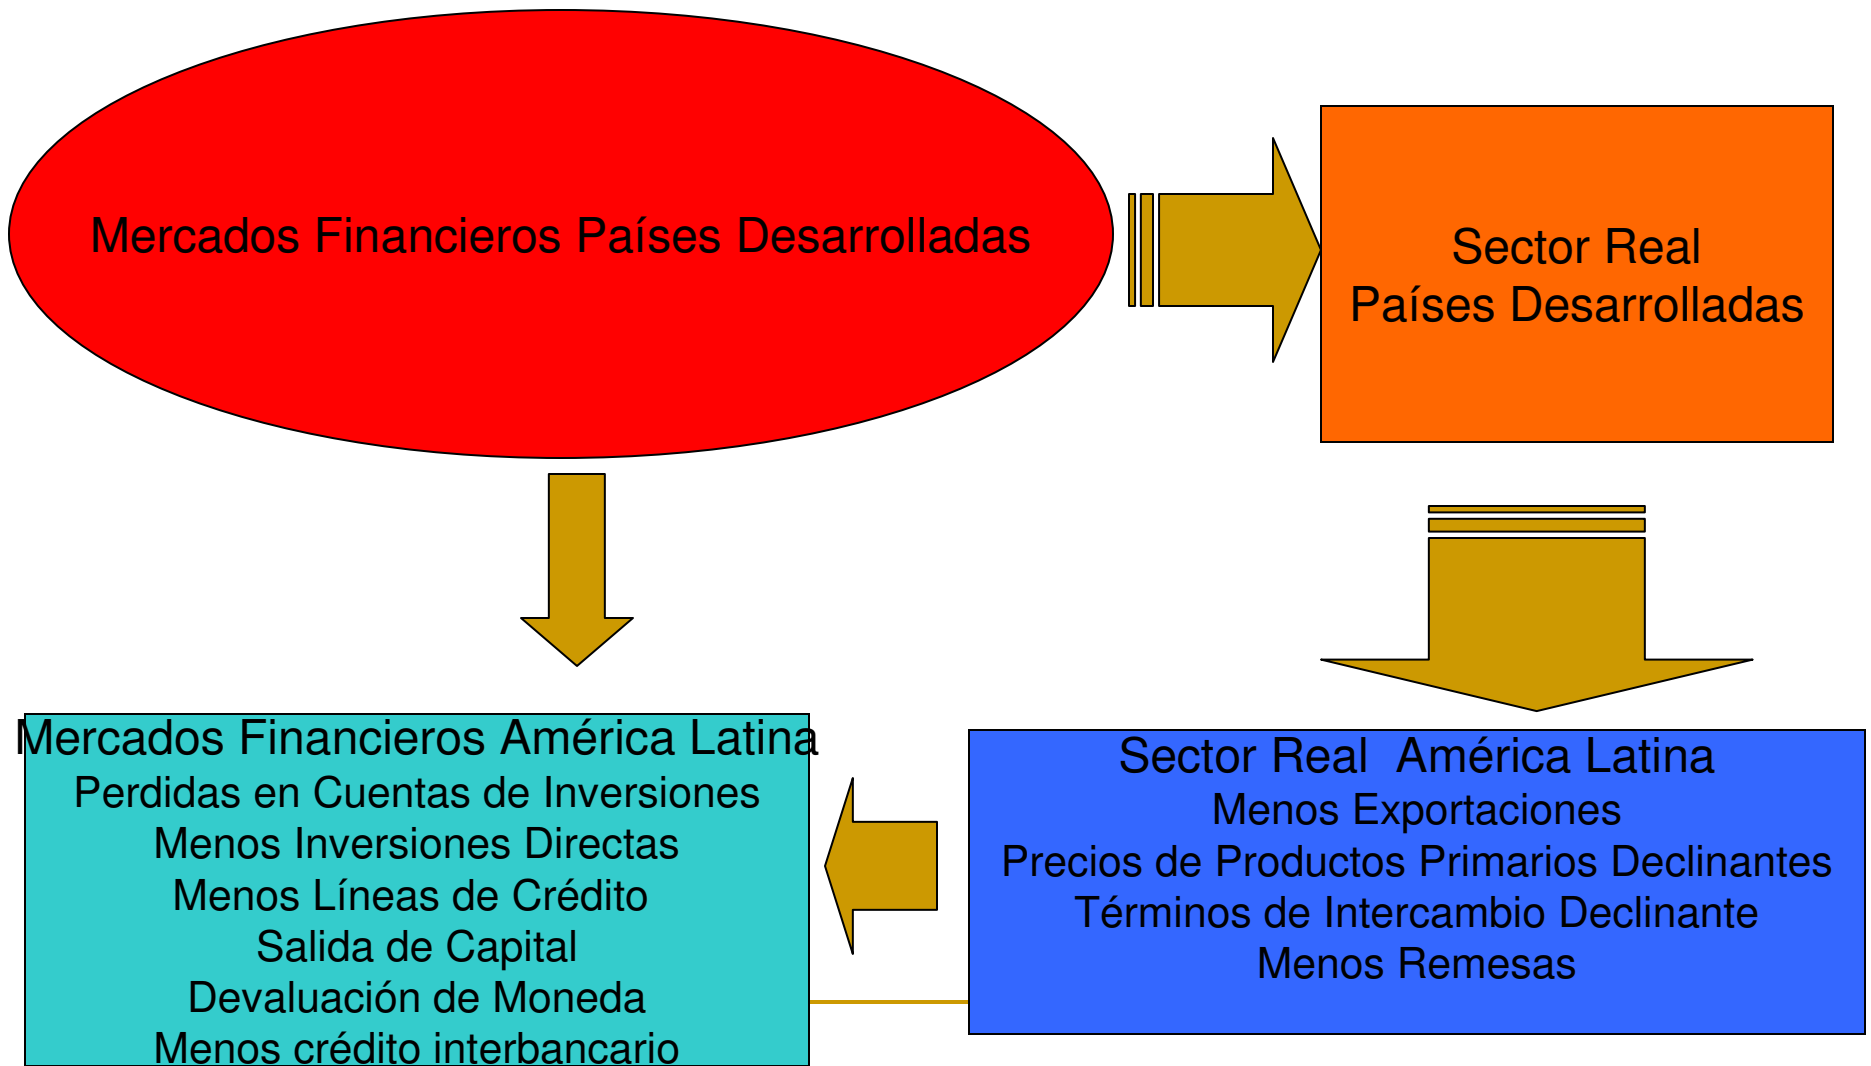 Mercados Financieros Países Desarrolladas
Sector Real
Países Desarrolladas
Mercados Financieros América Latina
Perdidas en Cuentas de Inversiones
Menos Inversiones Directas
Menos Líneas de Crédito
Salida de Capital
Devaluación de Moneda
Menos crédito interbancario
Sector Real América Latina
Menos Exportaciones
Precios de Productos Primarios Declinantes
Términos de Intercambio Declinante
Menos Remesas